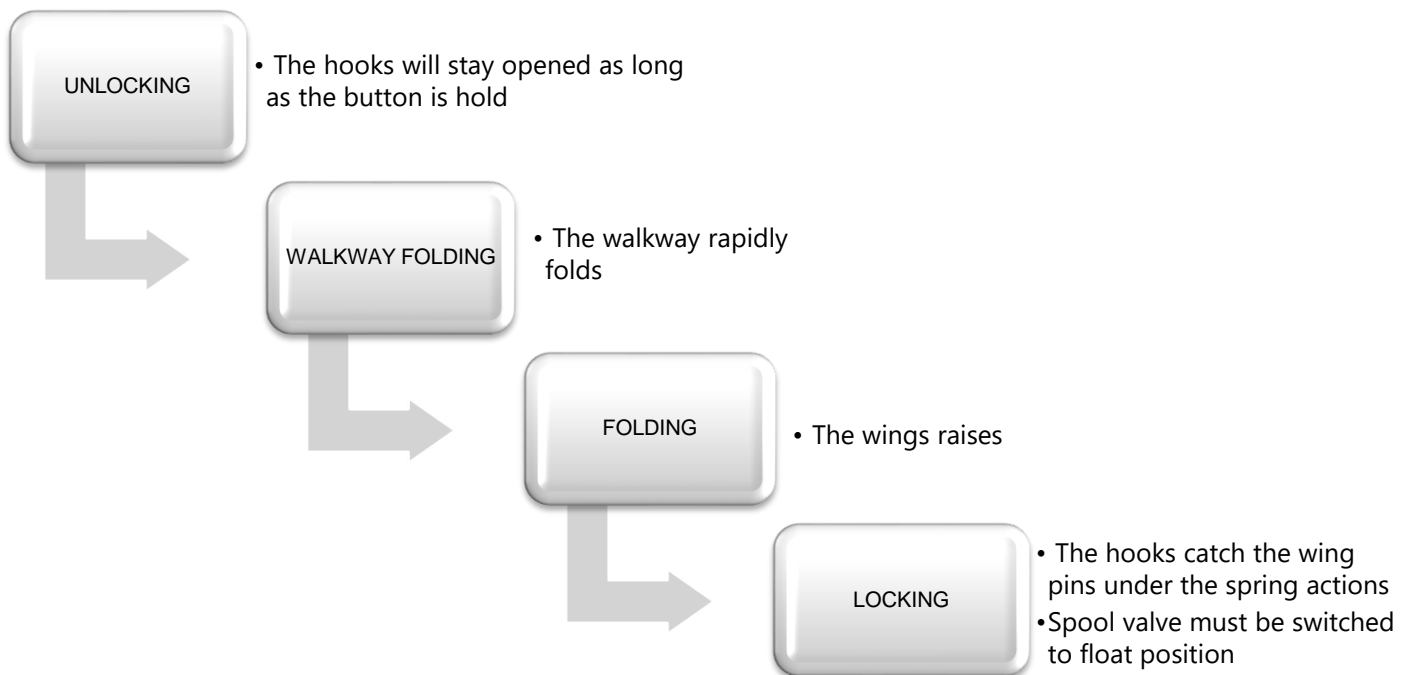 UNLOCKING
• The hooks will stay opened as long
as the button is hold
WALKWAY FOLDING
• The walkway rapidly
folds
FOLDING
• The wings raises
LOCKING
• The hooks catch the wing
pins under the spring actions
•Spool valve must be switched
to float position